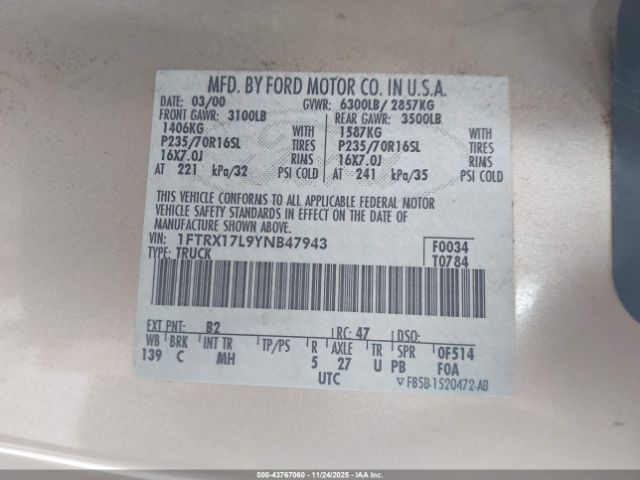 MFD. BY FORD MOTOR CO. IN U.S.A.
DATE: 03/00 GVWR: 6300LB/ 2857KG
FRONT GAWR: 3100LB REAR GAWR: 3500LB
1406KG WITH 1587KG WITH
P235/70R16SL TIRES P235/70R16SL TIRES
16X7.0J RIMS 16X7.0J RIMS
AT 221 kPa/32 PSI COLD AT 241 kPa/35 PSI COLD
THIS VEHICLE CONFORMS TO ALL APPLICABLE FEDERAL MOTOR
VEHICLE SAFETY STANDARDS IN EFFECT ON THE DATE OF
MANUFACTURE SHOWN ABOVE.
VIN: 1FTRX17L9YNB47943 F0034
TYPE: TRUCK T0784
EXT PNT: B2 RC: 47 DSO:
WB BRK INT TR TP/PS R AXLE TR SPR 0F514
139 C MH 5 27 U PB F0A
UTC F85B-1520472-AB
000-43767060 - 11/24/2025 - IAAI.CA